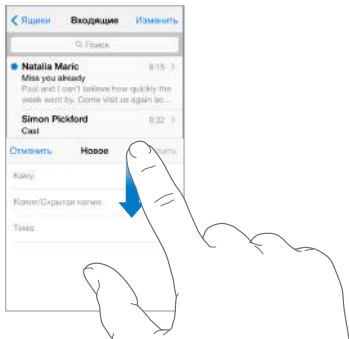 Ящики Входящие Изменить
Поиск
Natalia Maric 9:15
Miss you already
Paul and I can't believe how quickly the
week went by. Come visit us again so...
Simon Pickford 8:32
Cast
Отменить Новое
Кому:
Копия/Скрытая копия:
Тема: